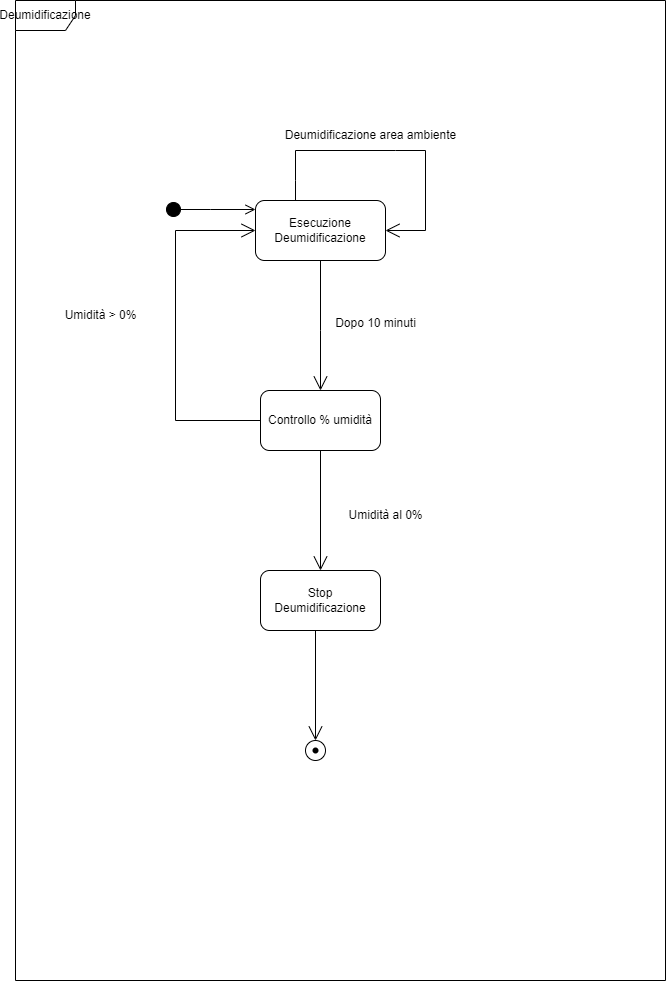 Deumidificazione
Deumidificazione area ambiente
Esecuzione
Deumidificazione
Umidità > 0%
Dopo 10 minuti
Controllo % umidità
Umidità al 0%
Stop
Deumidificazione